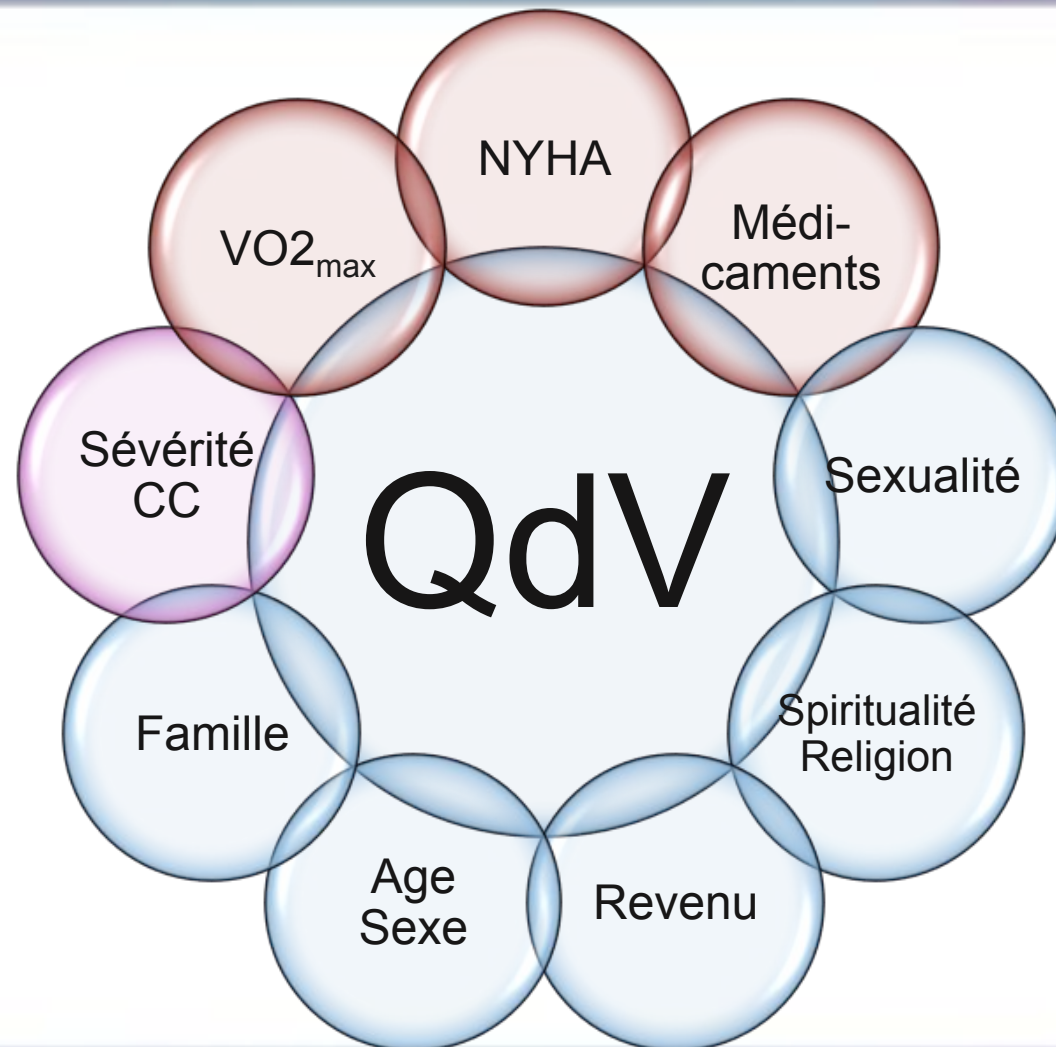 NYHA
Médi-
caments
VO2max
Sévérité
CC
QdV
Sexualité
Famille
Spiritualité
Religion
Age
Sexe
Revenu